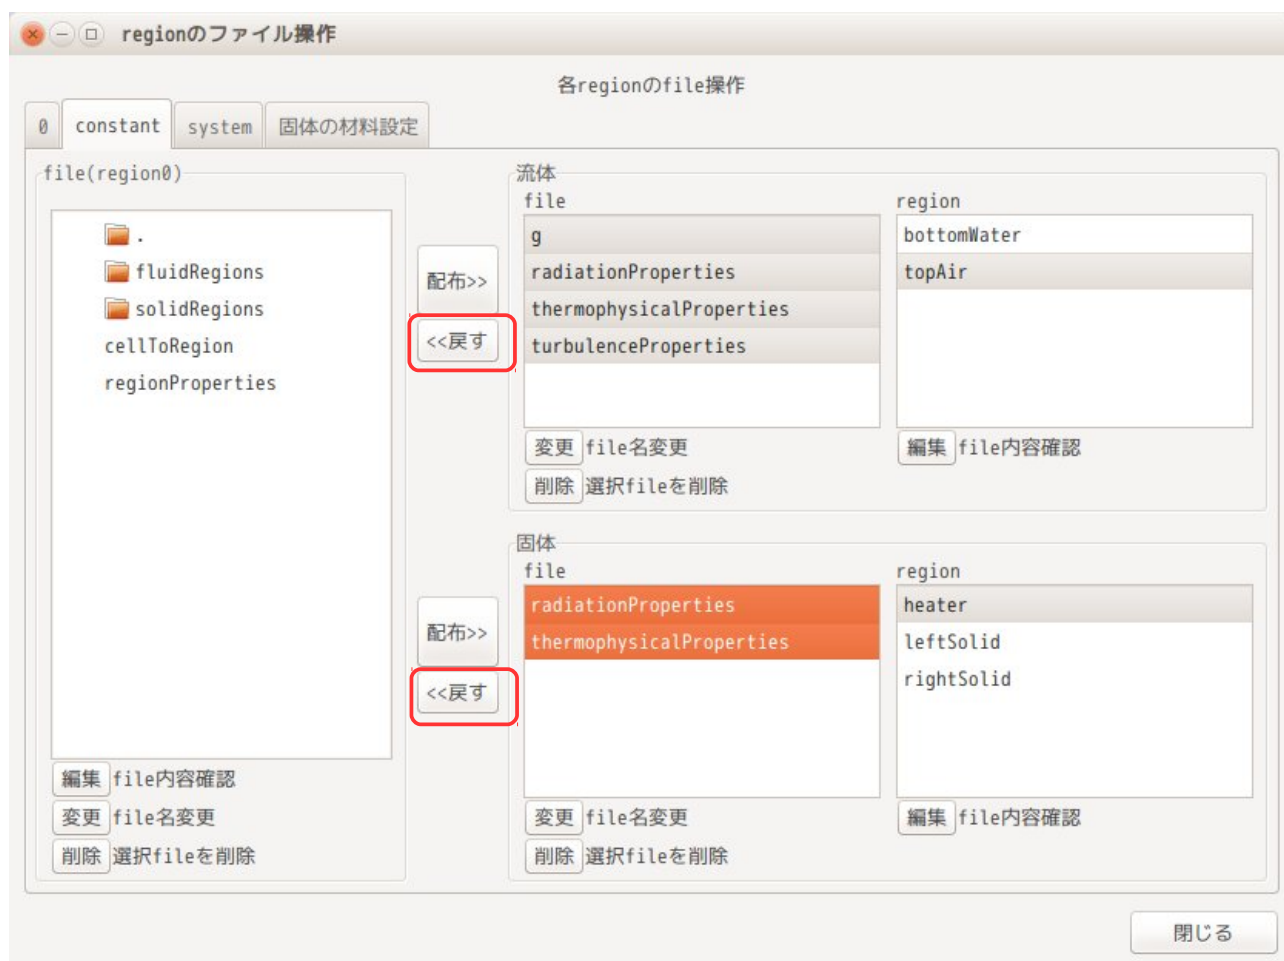 regionのファイル操作
各regionのfile操作
0 constant system 固体の材料設定
file(region0)
.
fluidRegions
solidRegions
cellToRegion
regionProperties
編集 file内容確認
変更 file名変更
削除 選択fileを削除
配布>>
<<戻す
流体
file
g
radiationProperties
thermophysicalProperties
turbulenceProperties
変更 file名変更
削除 選択fileを削除
region
bottomWater
topAir
編集 file内容確認
配布>>
<<戻す
固体
file
radiationProperties
thermophysicalProperties
変更 file名変更
削除 選択fileを削除
region
heater
leftSolid
rightSolid
編集 file内容確認
閉じる